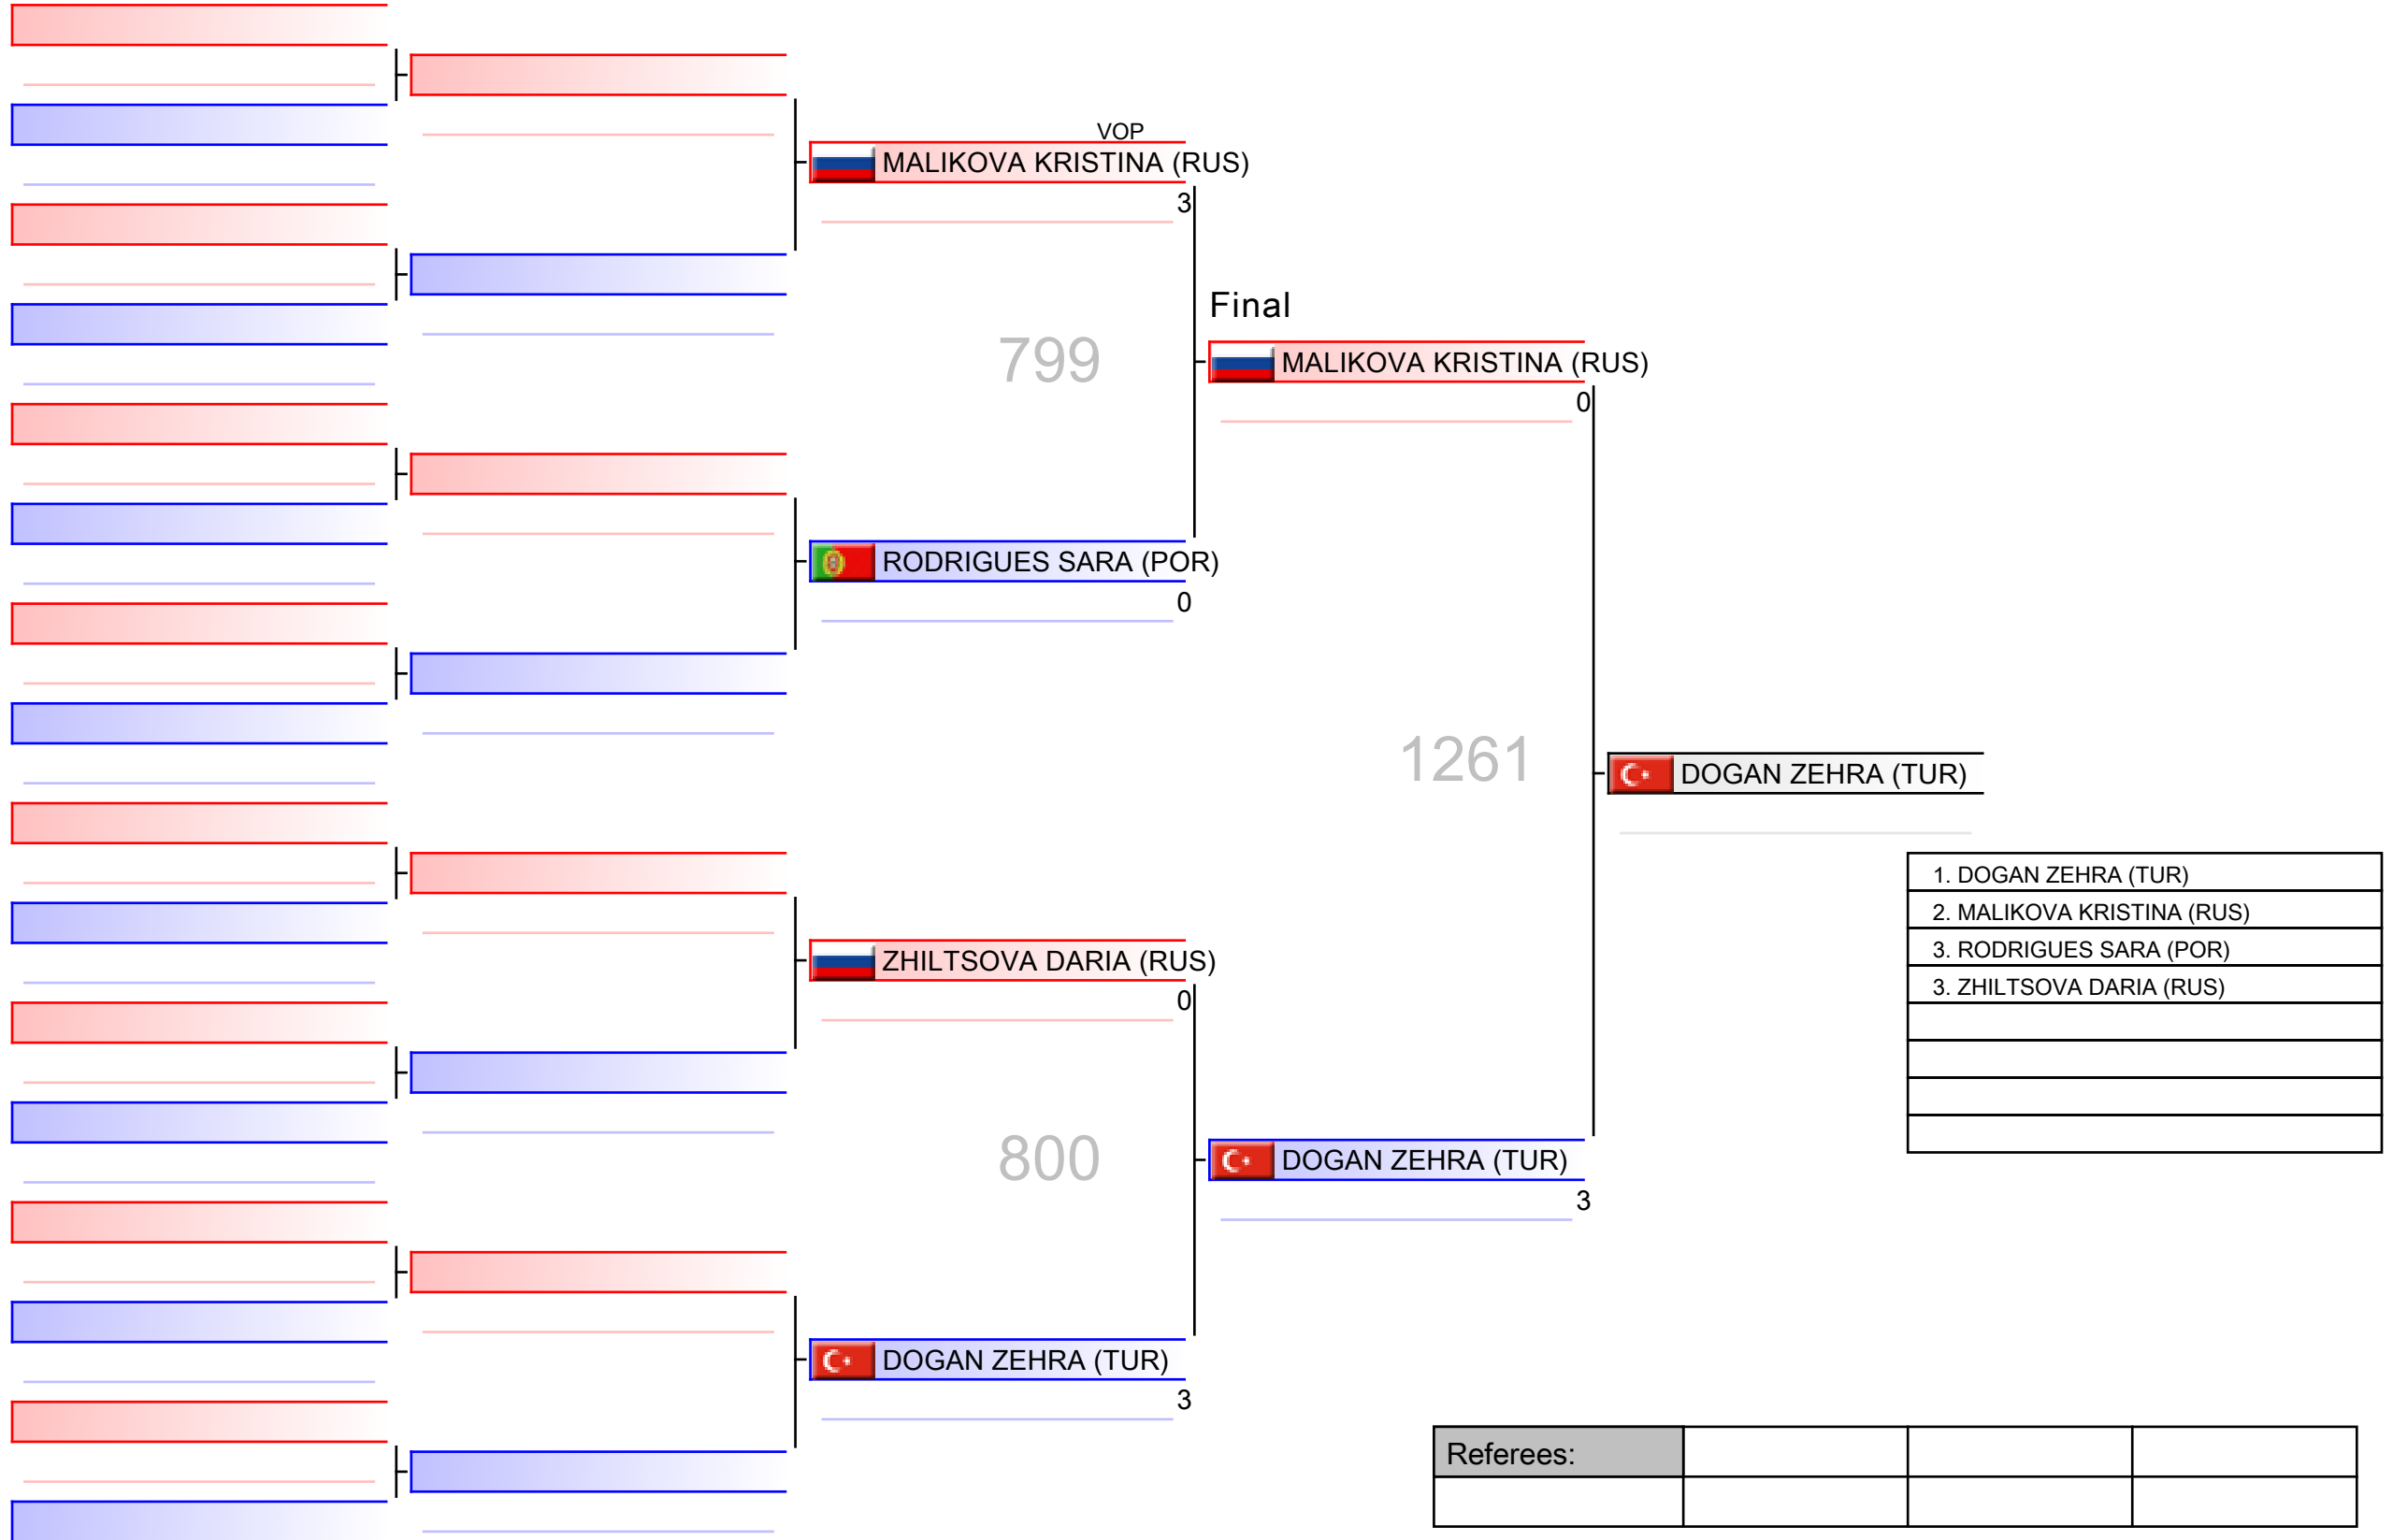 VOP
MALIKOVA KRISTINA (RUS)
3
Final
799
MALIKOVA KRISTINA (RUS)
0
RODRIGUES SARA (POR)
0
1261
DOGAN ZEHRA (TUR)
1. DOGAN ZEHRA (TUR)
2. MALIKOVA KRISTINA (RUS)
3. RODRIGUES SARA (POR)
3. ZHILTSOVA DARIA (RUS)
ZHILTSOVA DARIA (RUS)
0
800
DOGAN ZEHRA (TUR)
3
DOGAN ZEHRA (TUR)
3
Referees: